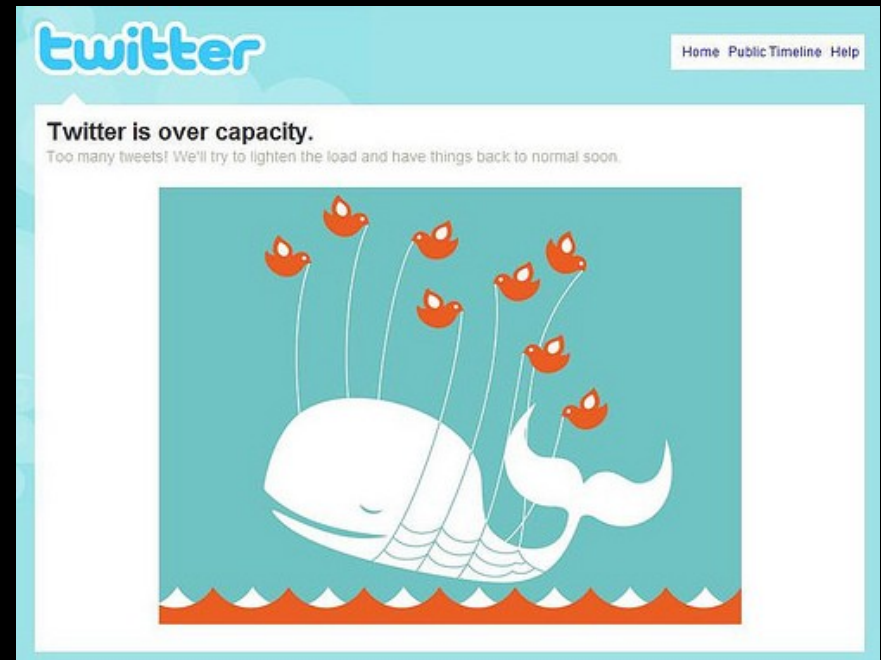 twitter
Home Public Timeline Help
Twitter is over capacity.
Too many tweets! We'll try to lighten the load and have things back to normal soon.